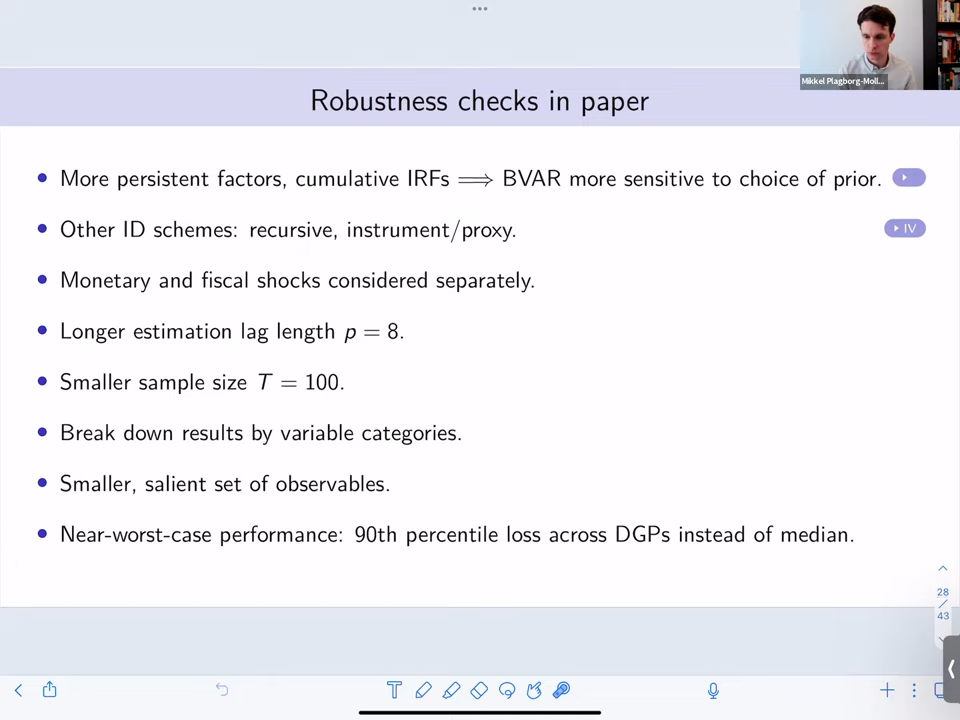 Mikkel Plagborg-Moll...
Robustness checks in paper
• More persistent factors, cumulative IRFs ⟹ BVAR more sensitive to choice of prior.
• Other ID schemes: recursive, instrument/proxy.
IV
• Monetary and fiscal shocks considered separately.
• Longer estimation lag length p = 8.
• Smaller sample size T = 100.
• Break down results by variable categories.
• Smaller, salient set of observables.
• Near-worst-case performance: 90th percentile loss across DGPs instead of median.
28
/
43